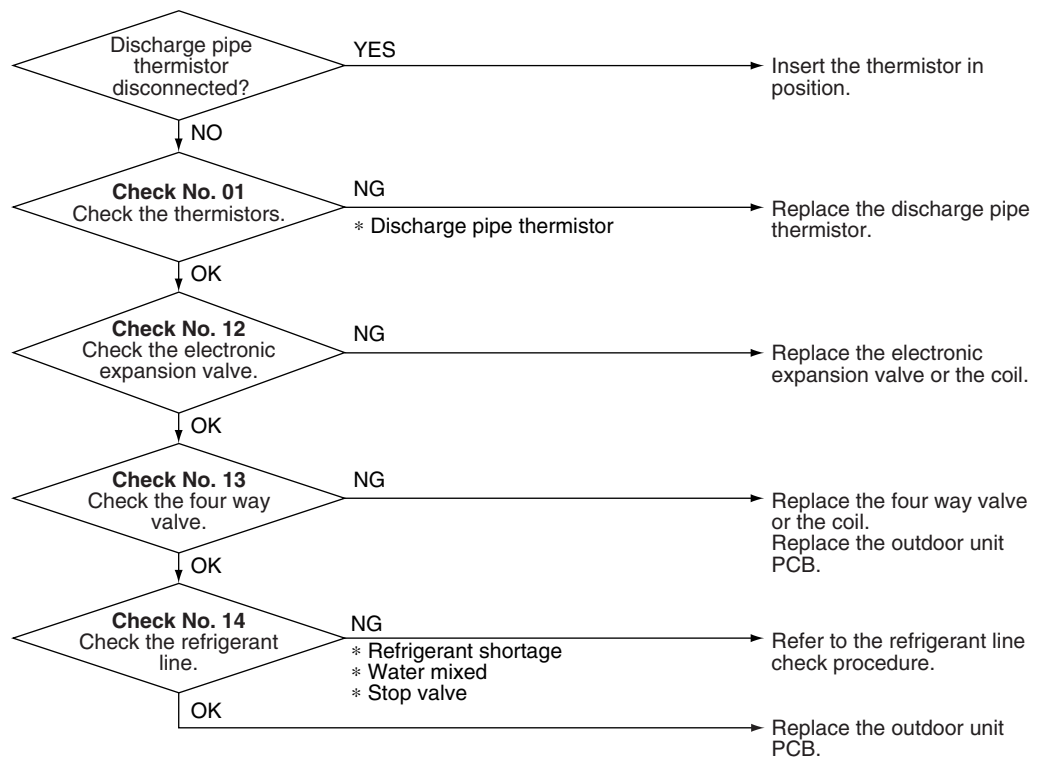 Discharge pipe
thermistor
disconnected?
YES
Insert the thermistor in
position.
NO
Check No. 01
Check the thermistors.
NG
* Discharge pipe thermistor
Replace the discharge pipe
thermistor.
OK
Check No. 12
Check the electronic
expansion valve.
NG
Replace the electronic
expansion valve or the coil.
OK
Check No. 13
Check the four way
valve.
NG
Replace the four way valve
or the coil.
Replace the outdoor unit
PCB.
OK
Check No. 14
Check the refrigerant
line.
NG
* Refrigerant shortage
* Water mixed
* Stop valve
Refer to the refrigerant line
check procedure.
OK
Replace the outdoor unit
PCB.